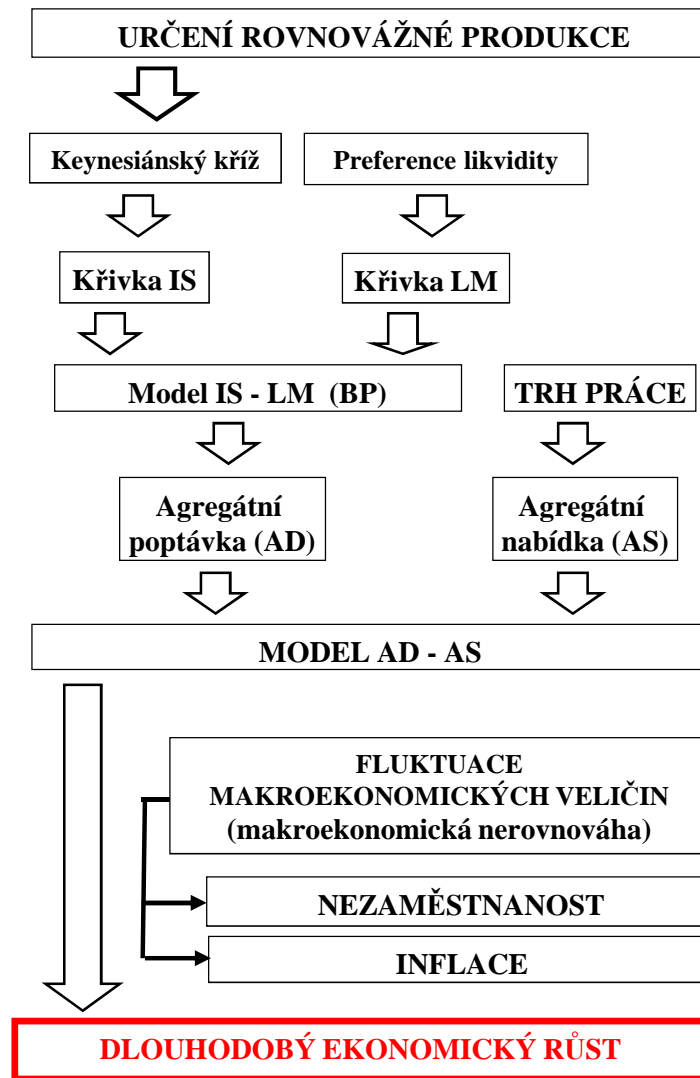 URČENÍ ROVNOVÁŽNÉ PRODUKCE
Keynesiánský kříž
Preference likvidity
Křivka IS
Křivka LM
Model IS - LM (BP)
TRH PRÁCE
Agregátní
poptávka (AD)
Agregátní
nabídka (AS)
MODEL AD - AS
FLUKTUACE
MAKROEKONOMICKÝCH VELIČIN
(makroekonomická nerovnováha)
NEZAMĚSTNANOST
INFLACE
DLOUHODOBÝ EKONOMICKÝ RŮST